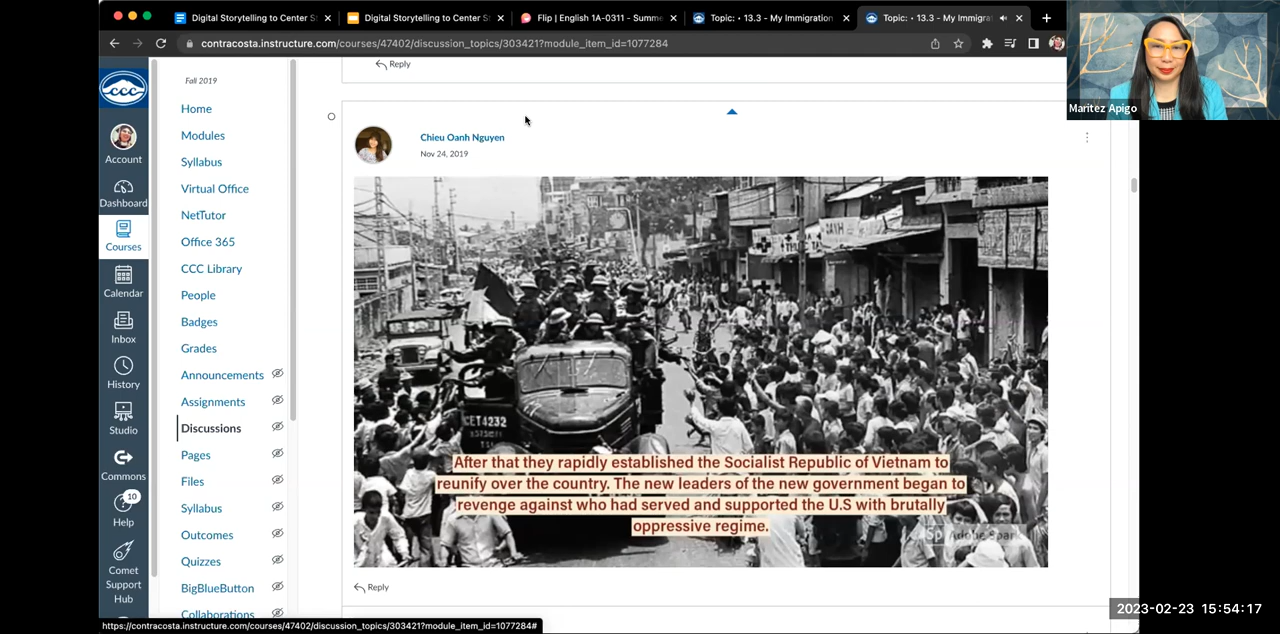 Digital Storytelling to Center S
Digital Storytelling to Center S
Flip | English 1A-0311 - Summe
Topic: • 13.3 - My Immigration
Topic: • 13.3 - My Immigra
contracosta.instructure.com/courses/47402/discussion_topics/303421?module_item_id=1077284
Maritez Apigo
CCC
Account
Dashboard
Courses
Calendar
Inbox
History
Studio
Commons
10
Help
Comet
Support
Hub
Fall 2019
Home
Modules
Syllabus
Virtual Office
NetTutor
Office 365
CCC Library
People
Badges
Grades
Announcements
Assignments
Discussions
Pages
Files
Syllabus
Outcomes
Quizzes
BigBlueButton
Collaborations
Reply
Chieu Oanh Nguyen
Nov 24, 2019
CET4232
After that they rapidly established the Socialist Republic of Vietnam to
reunify over the country. The new leaders of the new government began to
revenge against who had served and supported the U.S with brutally
oppressive regime.
Sp Adobe Spark
Reply
https://contracosta.instructure.com/courses/47402/discussion_topics/303421?module_item_id=1077284#
2023-02-23 15:54:17